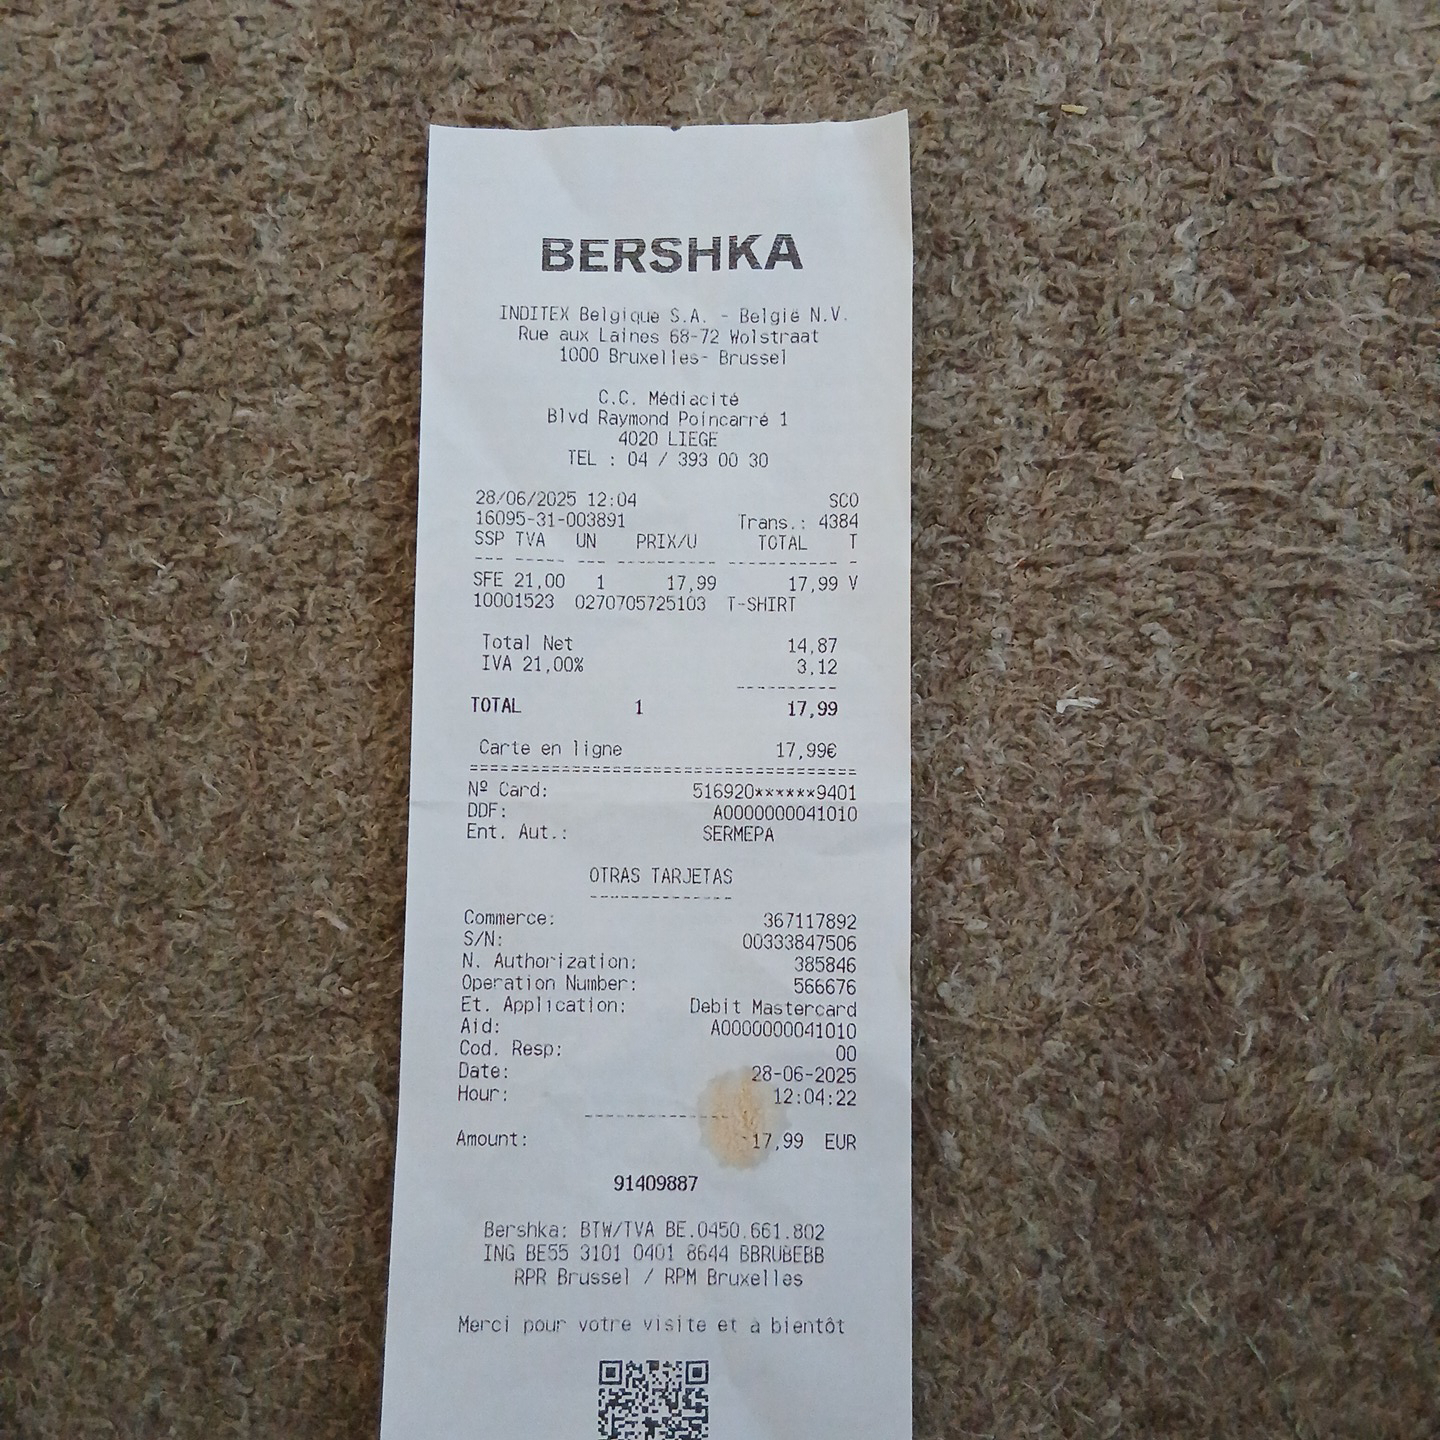 BERSHKA
INDITEX Belgique S.A. - België N.V.
Rue aux Laines 68-72 Wolstraat
1000 Bruxelles- Brussel
C.C. Médiacité
Blvd Raymond Poincarré 1
4020 LIEGE
TEL : 04 / 393 00 30
28/06/2025 12:04 SCO
16095-31-003891 Trans.: 4384
SSP TVA UN PRIX/U TOTAL T
--- ---- --- ---------- ----------- -
SFE 21,00 1 17,99 17,99 V
10001523 0270705725103 T-SHIRT
Total Net 14,87
IVA 21,00% 3,12
----------
TOTAL 1 17,99
Carte en ligne 17,99€
======================================
Nº Card: 516920******9401
DDF: A0000000041010
Ent. Aut.: SERMEPA
OTRAS TARJETAS
--------------
Commerce: 367117892
S/N: 00333847506
N. Authorization: 385846
Operation Number: 566676
Et. Application: Debit Mastercard
Aid: A0000000041010
Cod. Resp: 00
Date: 28-06-2025
Hour: 12:04:22
-----------------
Amount: 17,99 EUR
91409887
Bershka: BTW/TVA BE.0450.661.802
ING BE55 3101 0401 8644 BBRUBEBB
RPR Brussel / RPM Bruxelles
Merci pour votre visite et à bientôt